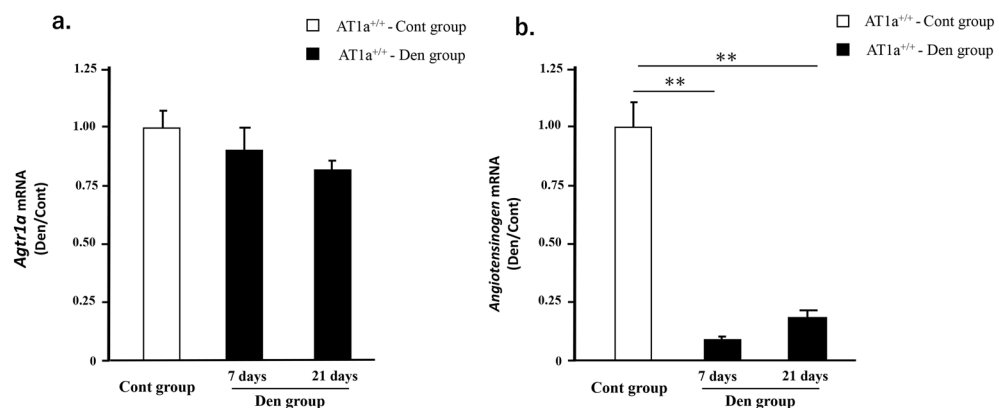 a.
AT1a+/+ - Cont group
AT1a+/+ - Den group
Agtr1a mRNA
(Den/Cont)
1.25
1.00
0.75
0.50
0.25
0
Cont group
7 days
21 days
Den group
b.
AT1a+/+ - Cont group
AT1a+/+ - Den group
Angiotensinogen mRNA
(Den/Cont)
1.25
1.00
0.75
0.50
0.25
0
**
**
Cont group
7 days
21 days
Den group